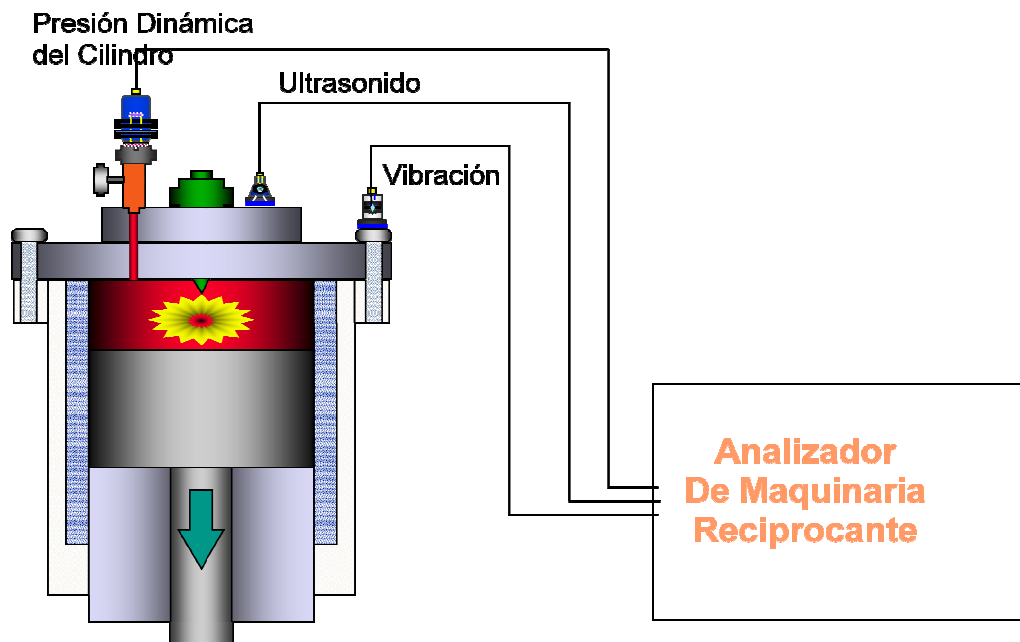 Presión Dinámica
del Cilindro
Ultrasonido
Vibración
Analizador
De Maquinaria
Reciprocante